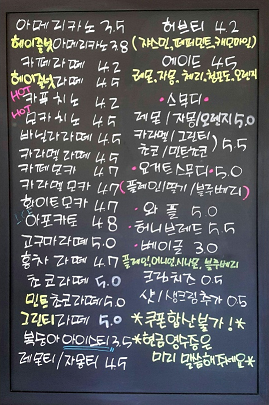 아메리카노 3.5
헤이즐넛아메리카노 3.8
카페라떼 4.2
헤이즐넛라떼 4.5
HOT 카푸치노 4.2
HOT 모카치노 4.2
바닐라라떼 4.5
카라멜라떼 4.5
카페모카 4.7
카라멜모카 4.7
화이트모카 4.7
아포카토 4.8
고구마라떼 5.0
홍차라떼 4.7
초코라떼 5.0
민트초코라떼 5.0
그린티라떼 5.0
복숭아아이스티 3.5
레몬티/자몽티 4.5
허브티 4.2
(쟈스민,페퍼민트,캐모마일)
에이드 4.5
레몬,자몽,체리,청포도,오렌지
•스무디•
레몬/자몽/오렌지 5.0
카라멜/그린티
초코/민트초코 5.5
•요거트스무디•5.0
(플레인/딸기/블루베리)
•와플 5.0
•허니브레드 5.5
•베이글 3.0
플레인,어니언,시나몬,블루베리
크림치즈 0.5
샷/생크림추가 0.5
*쿠폰합산불가!*
*현금영수증은
미리 말씀해주세요*